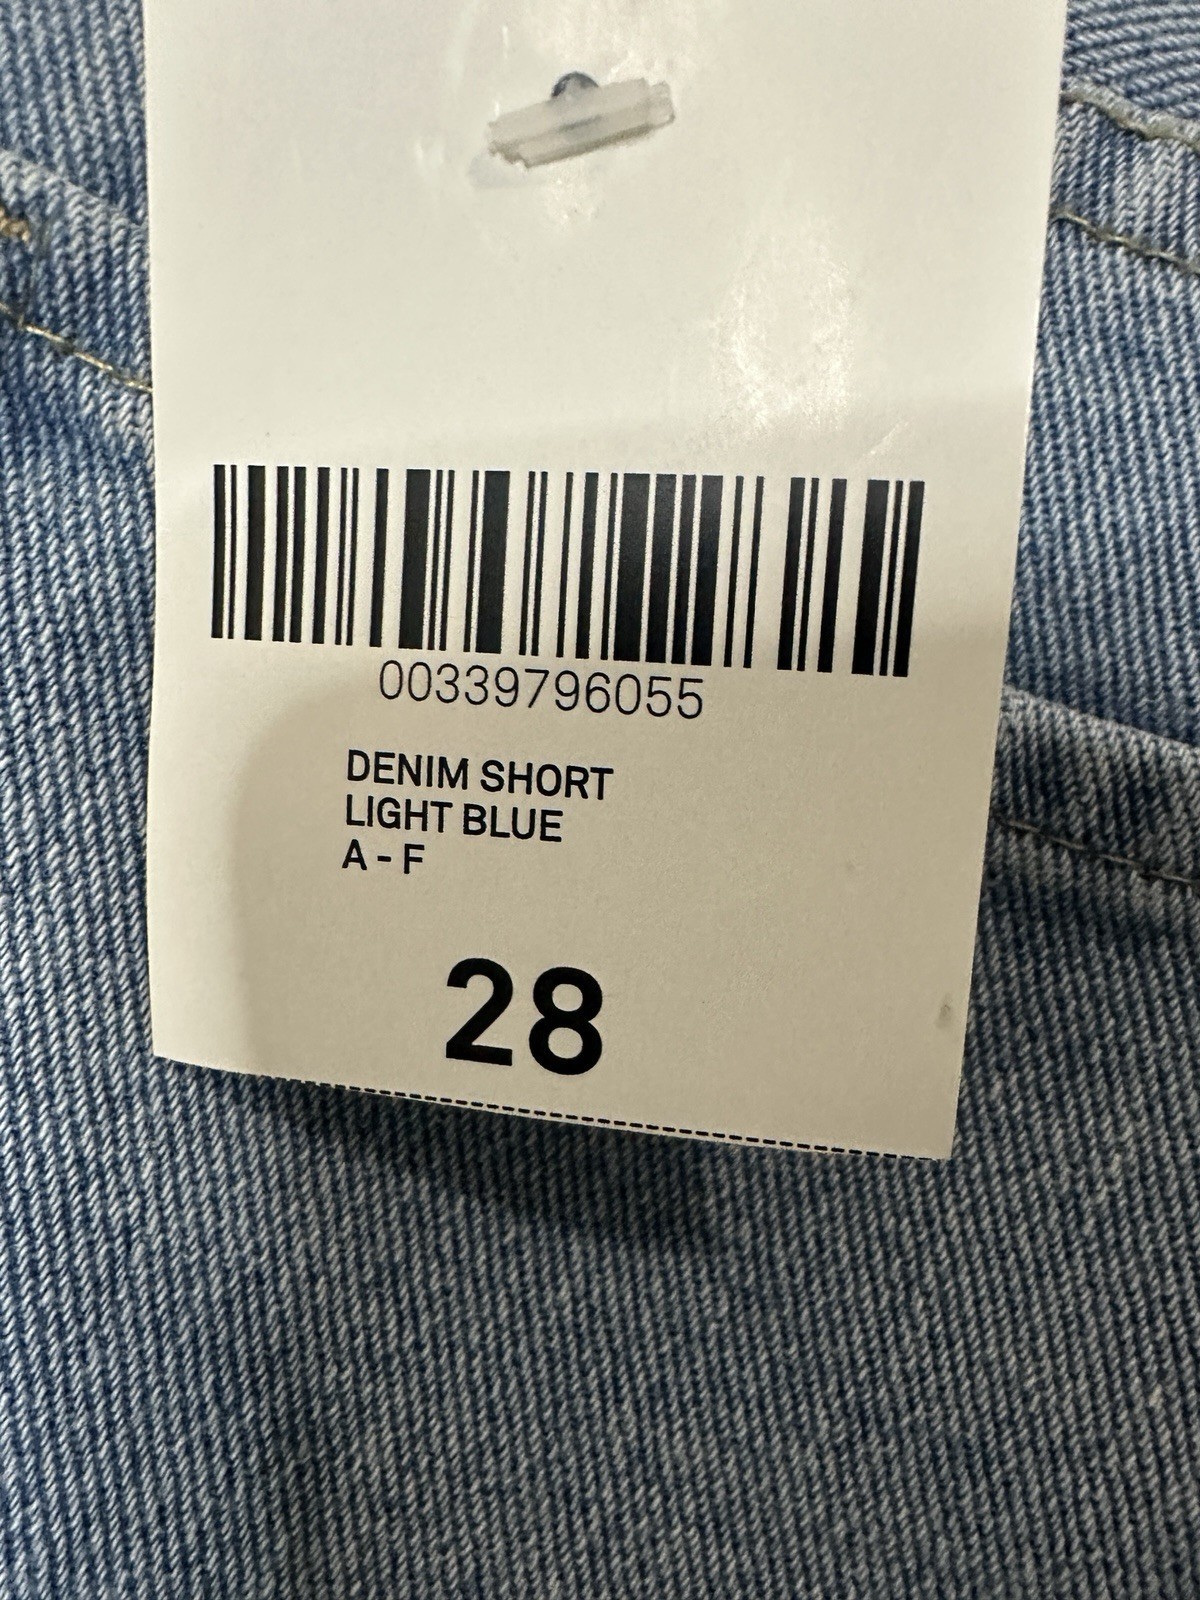 00339796055
DENIM SHORT
LIGHT BLUE
A - F
28